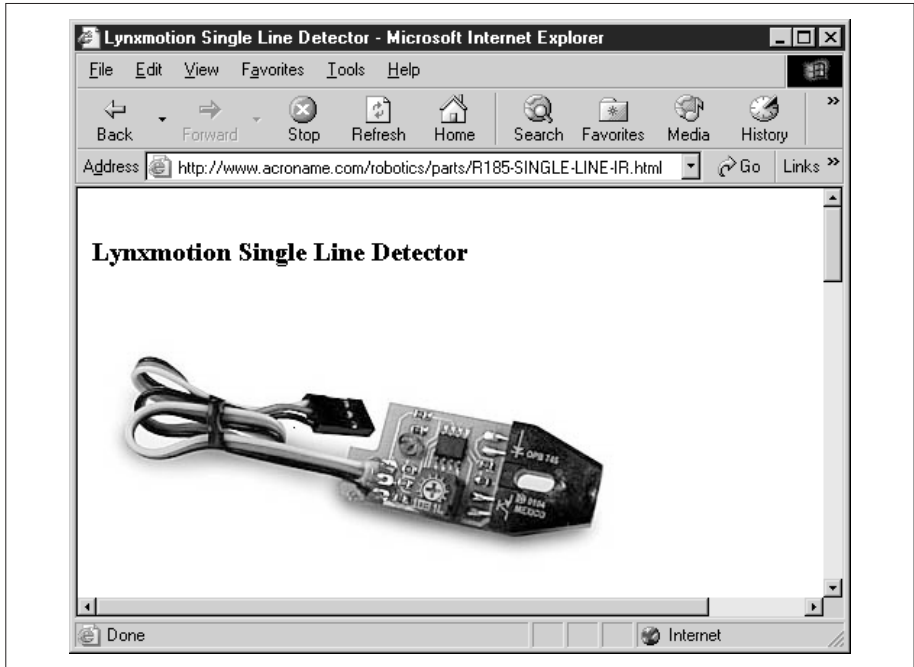 Lynxmotion Single Line Detector - Microsoft Internet Explorer
File Edit View Favorites Tools Help
»
Back Forward Stop Refresh Home Search Favorites Media History
Address http://www.acroname.com/robotics/parts/R185-SINGLE-LINE-IR.html Go Links »
Lynxmotion Single Line Detector
OPB 745
0104
MEXICO
Done Internet